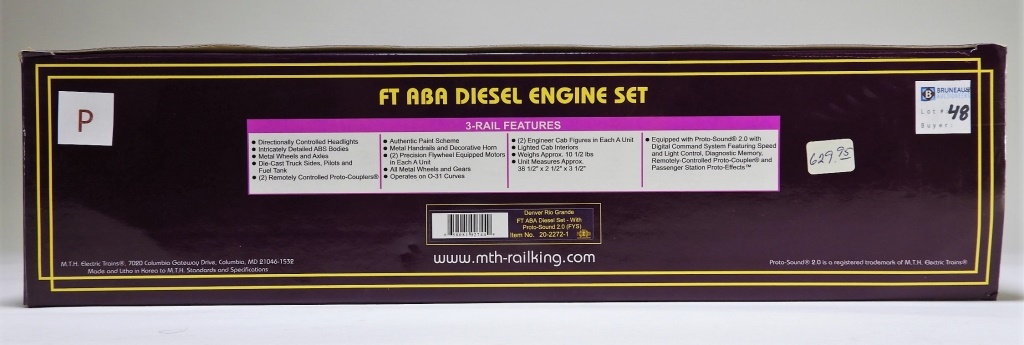 FT ABA DIESEL ENGINE SET
P
BRUNEAU&
Lot # 48
Buyer:
629.95
3-RAIL FEATURES
● Directionally Controlled Headlights
● Intricately Detailed ABS Bodies
● Metal Wheels and Axles
● Die-Cast Truck Sides, Pilots and
Fuel Tank
● (2) Remotely Controlled Proto-Couplers®
● Authentic Paint Scheme
● Metal Handrails and Decorative Horn
● (2) Precision Flywheel Equipped Motors
in Each A Unit
● All Metal Wheels and Gears
● Operates on O-31 Curves
● (2) Engineer Cab Figures in Each A Unit
● Lighted Cab Interiors
● Weighs Approx. 10 1/2 lbs
● Unit Measures Approx.
38 1/2" x 2 1/2" x 3 1/2"
● Equipped with Proto-Sound® 2.0 with
Digital Command System Featuring Speed
and Light Control, Diagnostic Memory,
Remotely-Controlled Proto-Coupler® and
Passenger Station Proto-Effects™
Denver Rio Grande
FT ABA Diesel Set - With
Proto-Sound 2.0 (FYS)
Item No. 20-2272-1
www.mth-railking.com
M.T.H. Electric Trains®, 7020 Columbia Gateway Drive, Columbia, MD 21046-1532
Made and Litho in Korea to M.T.H. Standards and Specifications
Proto-Sound® 2.0 is a registered trademark of M.T.H. Electric Trains®